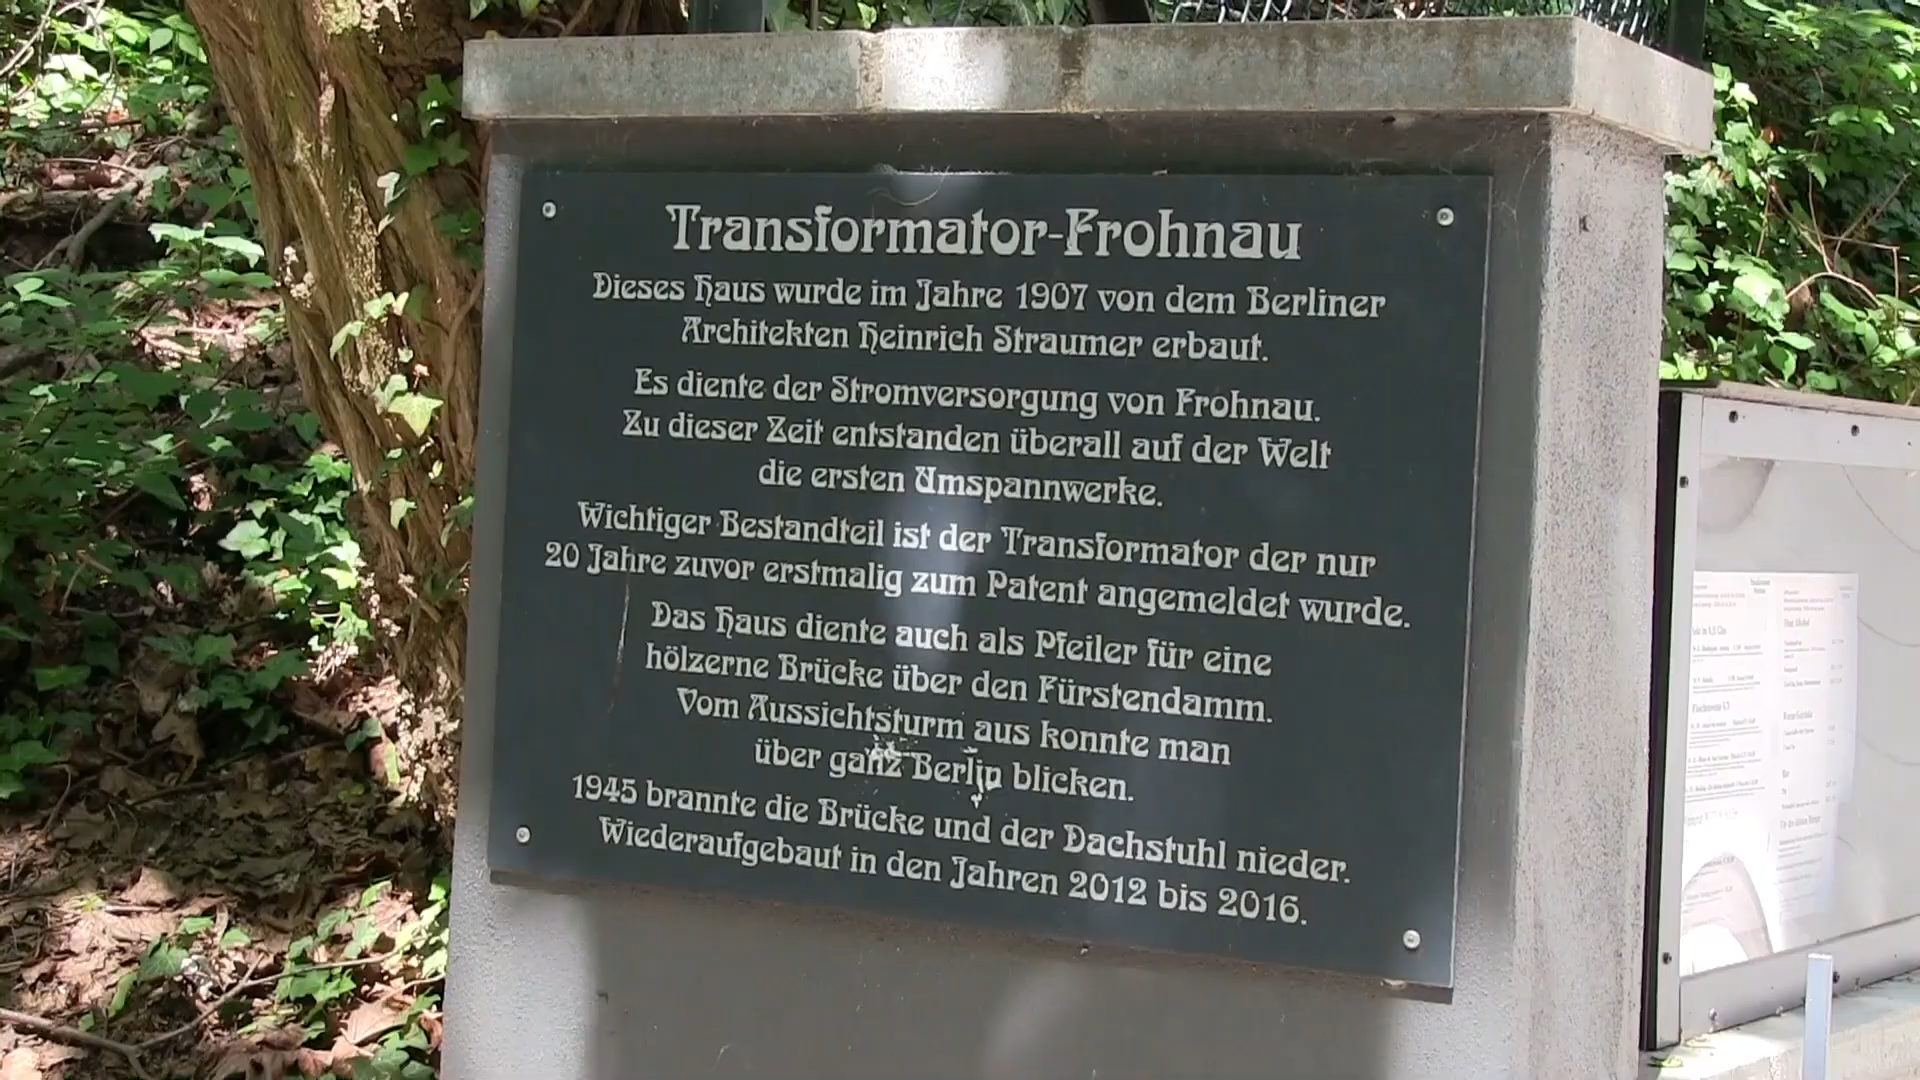 Transformator-Frohnau
Dieses Haus wurde im Jahre 1907 von dem Berliner
Architekten Heinrich Straumer erbaut.
Es diente der Stromversorgung von Frohnau.
Zu dieser Zeit entstanden überall auf der Welt
die ersten Umspannwerke.
Wichtiger Bestandteil ist der Transformator der nur
20 Jahre zuvor erstmalig zum Patent angemeldet wurde.
Das Haus diente auch als Pfeiler für eine
hölzerne Brücke über den Fürstendamm.
Vom Aussichtsturm aus konnte man
über ganz Berlin blicken.
1945 brannte die Brücke und der Dachstuhl nieder.
Wiederaufgebaut in den Jahren 2012 bis 2016.